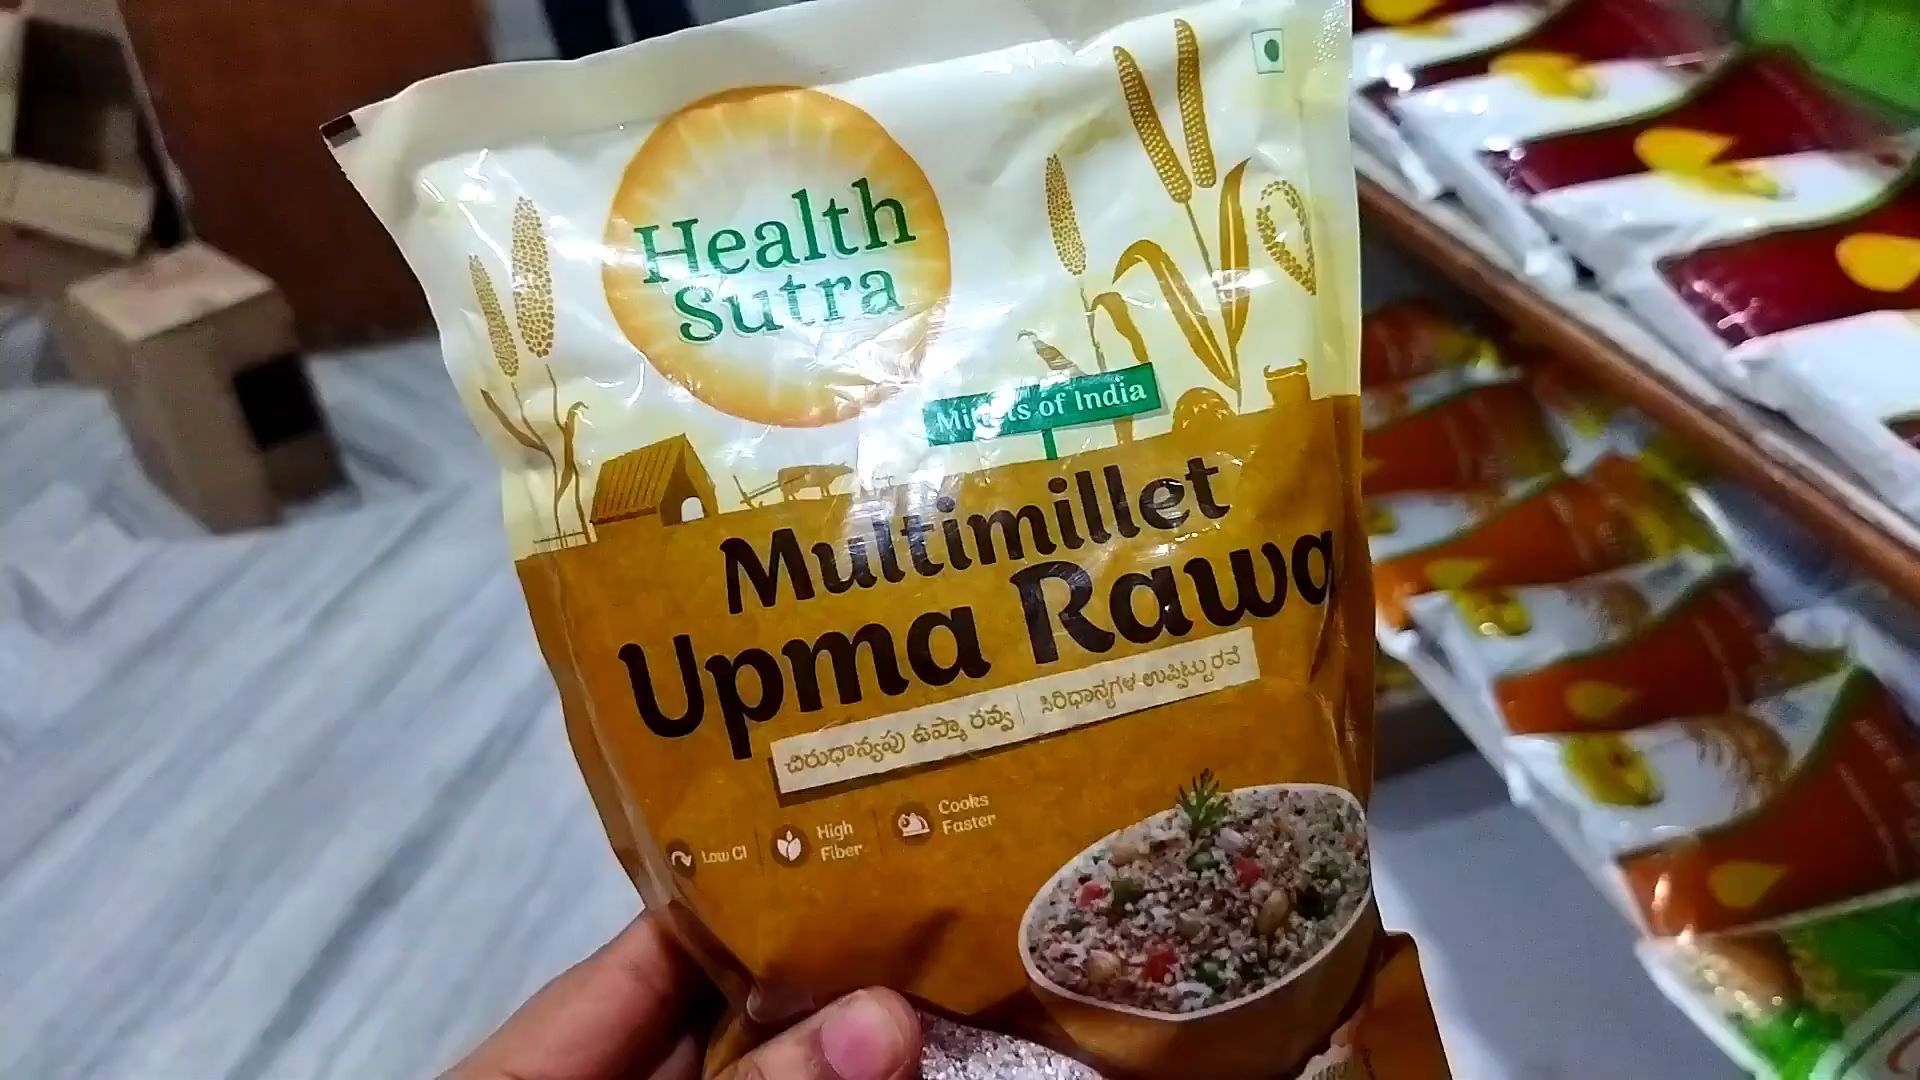 Health
Sutra
Millets of India
Multimillet
Upma Rawa
చిరుధాన్యపు ఉప్మా రవ్వ | ಸಿರಿಧಾನ್ಯಗಳ ಉಪ್ಪಿಟ್ಟು ರವೆ
Low GI
High
Fiber
Cooks
Faster